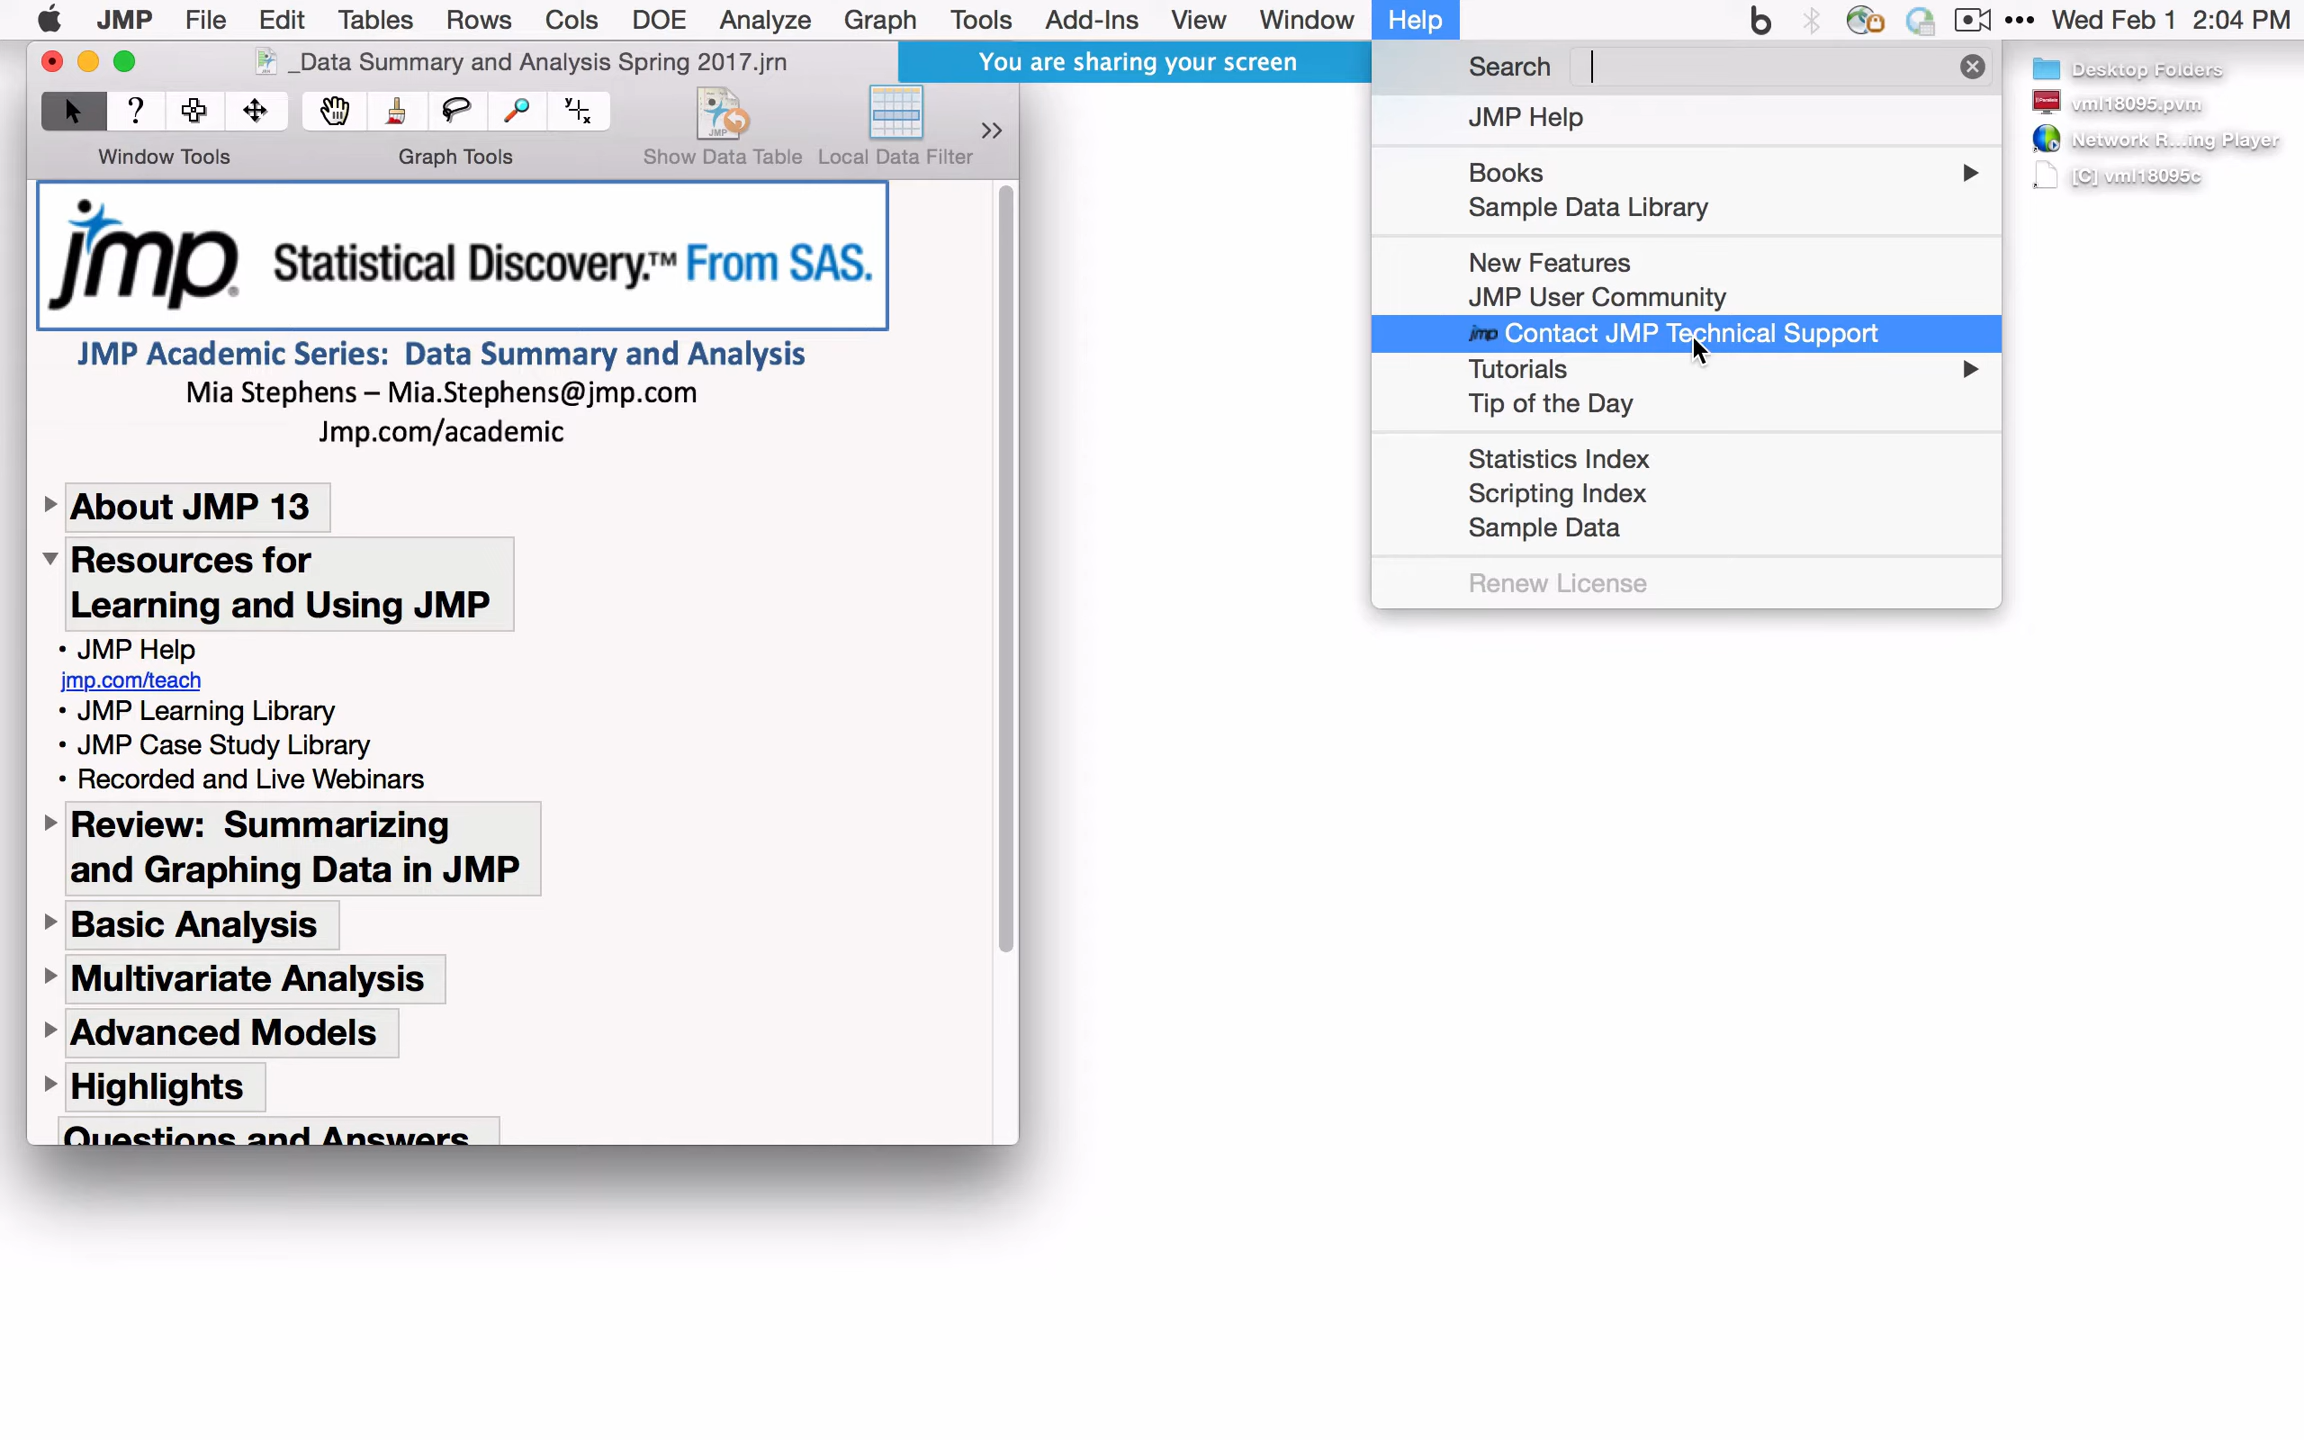 JMP File Edit Tables Rows Cols DOE Analyze Graph Tools Add-Ins View Window Help Wed Feb 1 2:04 PM
_Data Summary and Analysis Spring 2017.jrn
You are sharing your screen
Window Tools
Graph Tools
Show Data Table
Local Data Filter
jmp Statistical Discovery.™ From SAS.
JMP Academic Series: Data Summary and Analysis
Mia Stephens – Mia.Stephens@jmp.com
Jmp.com/academic
About JMP 13
Resources for
Learning and Using JMP
• JMP Help
jmp.com/teach
• JMP Learning Library
• JMP Case Study Library
• Recorded and Live Webinars
Review: Summarizing
and Graphing Data in JMP
Basic Analysis
Multivariate Analysis
Advanced Models
Highlights
Questions and Answers
Search
JMP Help
Books
Sample Data Library
New Features
JMP User Community
jmp Contact JMP Technical Support
Tutorials
Tip of the Day
Statistics Index
Scripting Index
Sample Data
Renew License
Desktop Folders
vml18095.pvm
Network R...ing Player
[C] vml18095c